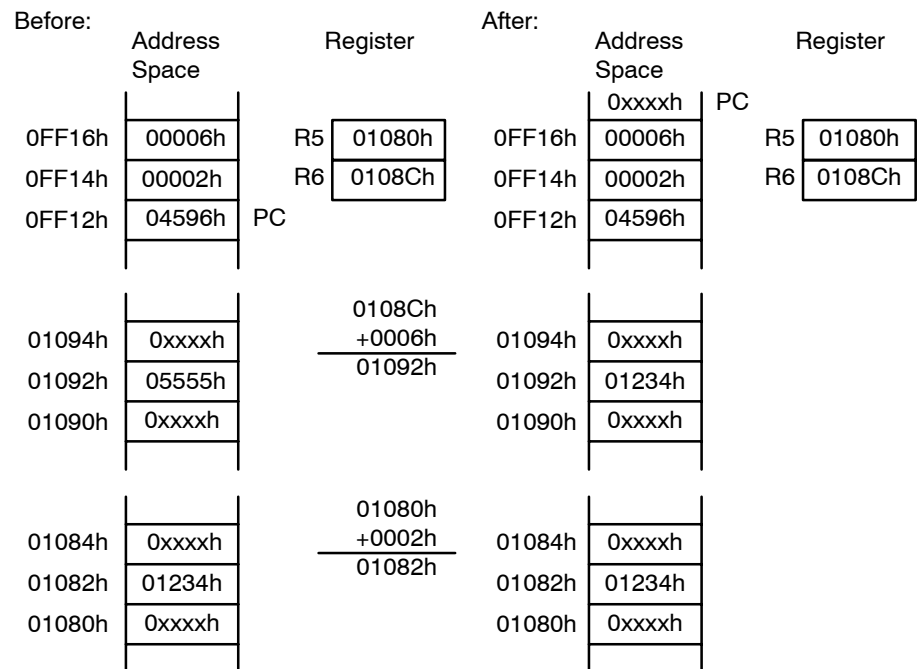 Before:
Address Space
Register
0FF16h 00006h R5 01080h
0FF14h 00002h R6 0108Ch
0FF12h 04596h PC
01094h 0xxxxh
01092h 05555h
01090h 0xxxxh
0108Ch
+0006h
01092h
01084h 0xxxxh
01082h 01234h
01080h 0xxxxh
01080h
+0002h
01082h
After:
Address Space
Register
0xxxxh PC
0FF16h 00006h R5 01080h
0FF14h 00002h R6 0108Ch
0FF12h 04596h
01094h 0xxxxh
01092h 01234h
01090h 0xxxxh
01084h 0xxxxh
01082h 01234h
01080h 0xxxxh